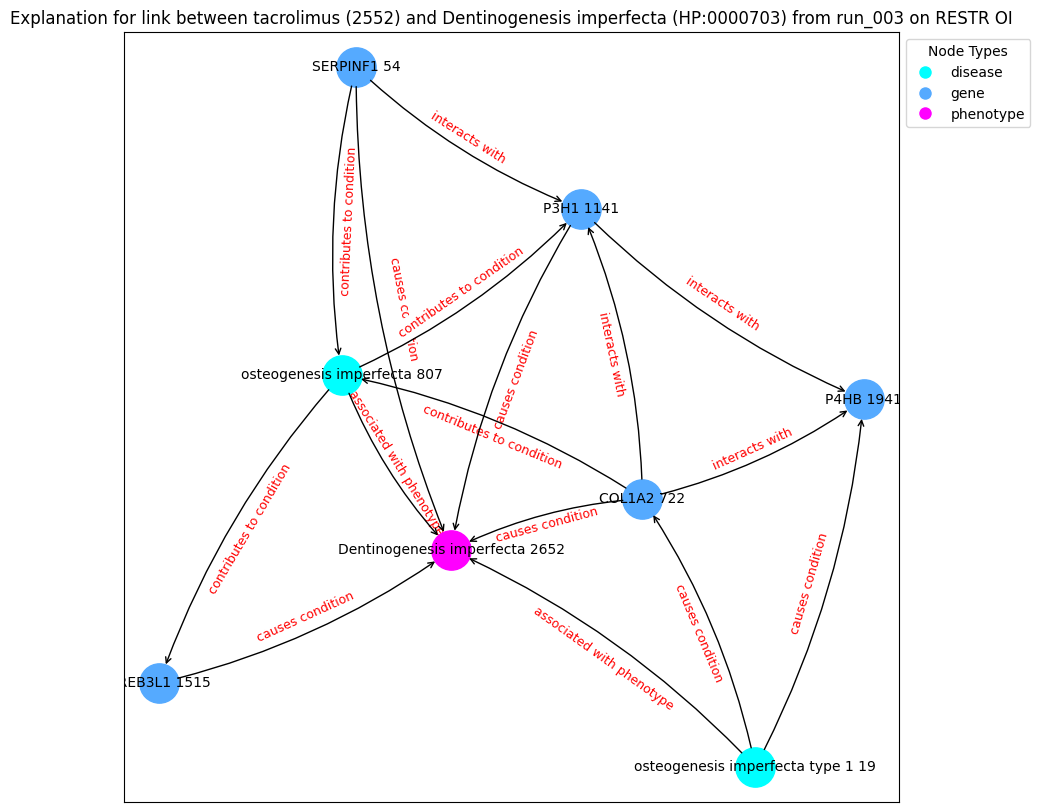 Explanation for link between tacrolimus (2552) and Dentinogenesis imperfecta (HP:0000703) from run_003 on RESTR OI
Node Types
disease
gene
phenotype
SERPINF1 54
interacts with
contributes to condition
P3H1 1141
causes co tion
contributes to condition
interacts with
interacts with
causes condition
osteogenesis imperfecta 807
P4HB 1941
associated with phenotype
contributes to condition
interacts with
COL1A2 722
contributes to condition
causes condition
Dentinogenesis imperfecta 2652
causes condition
causes condition
causes condition
associated with phenotype
REB3L1 1515
osteogenesis imperfecta type 1 19